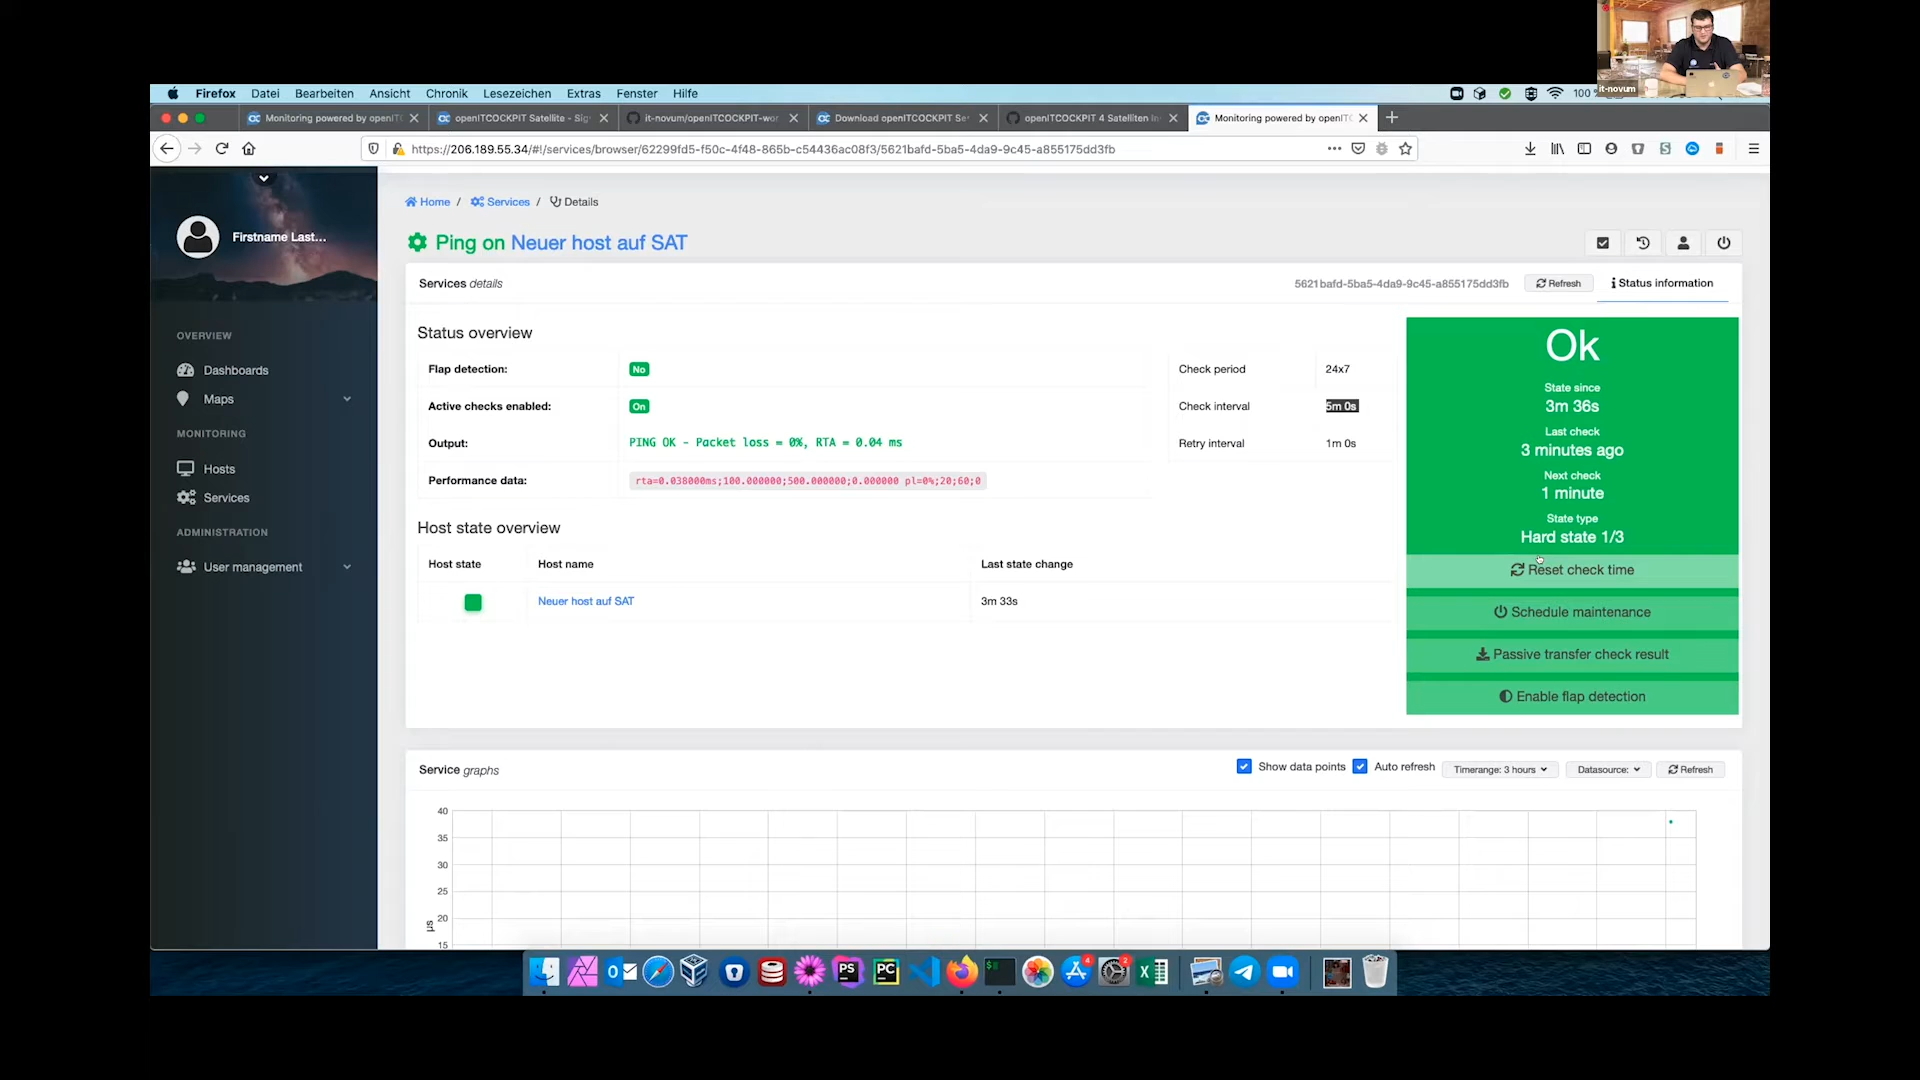 it-novum
Firefox Datei Bearbeiten Ansicht Chronik Lesezeichen Extras Fenster Hilfe 100
Monitoring powered by openITC openITCOCKPIT Satellite - Sig it-novum/openITCOCKPIT-wor Download openITCOCKPIT Se openITCOCKPIT 4 Satelliten In Monitoring powered by openITC
https://206.189.55.34/#!/services/browser/62299fd5-f50c-4f48-865b-c54436ac08f3/5621bafd-5ba5-4da9-9c45-a855175dd3fb
Firstname Last...
OVERVIEW
Dashboards
Maps
MONITORING
Hosts
Services
ADMINISTRATION
User management
Home / Services / Details
Ping on Neuer host auf SAT
Services details 5621bafd-5ba5-4da9-9c45-a855175dd3fb Refresh Status information
Status overview
Flap detection: No Check period 24x7
Active checks enabled: On Check interval 5m 0s
Output: PING OK - Packet loss = 0%, RTA = 0.04 ms Retry interval 1m 0s
Performance data: rta=0.038000ms;100.000000;500.000000;0.000000 pl=0%;20;60;0
Host state overview
Host state Host name Last state change
Neuer host auf SAT 3m 33s
Ok
State since
3m 36s
Last check
3 minutes ago
Next check
1 minute
State type
Hard state 1/3
Reset check time
Schedule maintenance
Passive transfer check result
Enable flap detection
Service graphs Show data points Auto refresh Timerange: 3 hours Datasource: Refresh
40
35
30
25
20
15
µs
PS PC 4 2